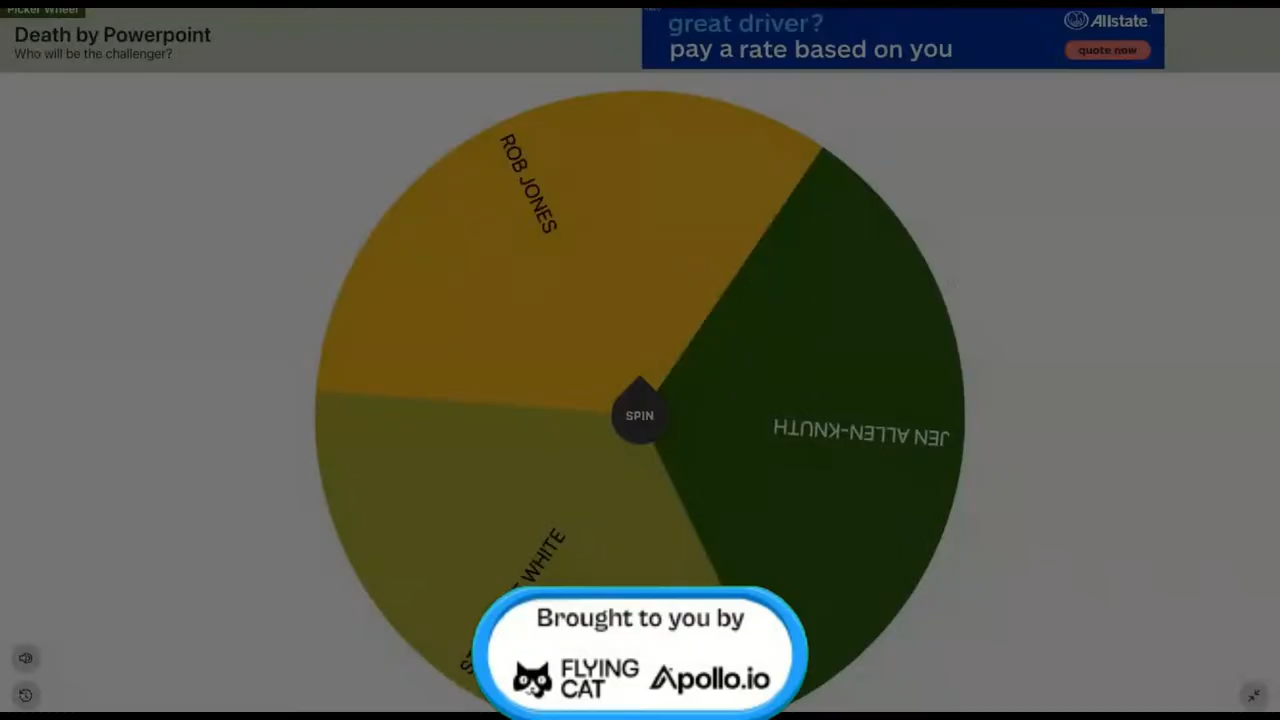 Picker Wheel
Death by Powerpoint
Who will be the challenger?
great driver?
pay a rate based on you
Allstate
quote now
ROB JONES
JEN ALLEN-KNUTH
WHITE
SPIN
Brought to you by
FLYING
CAT
Apollo.io